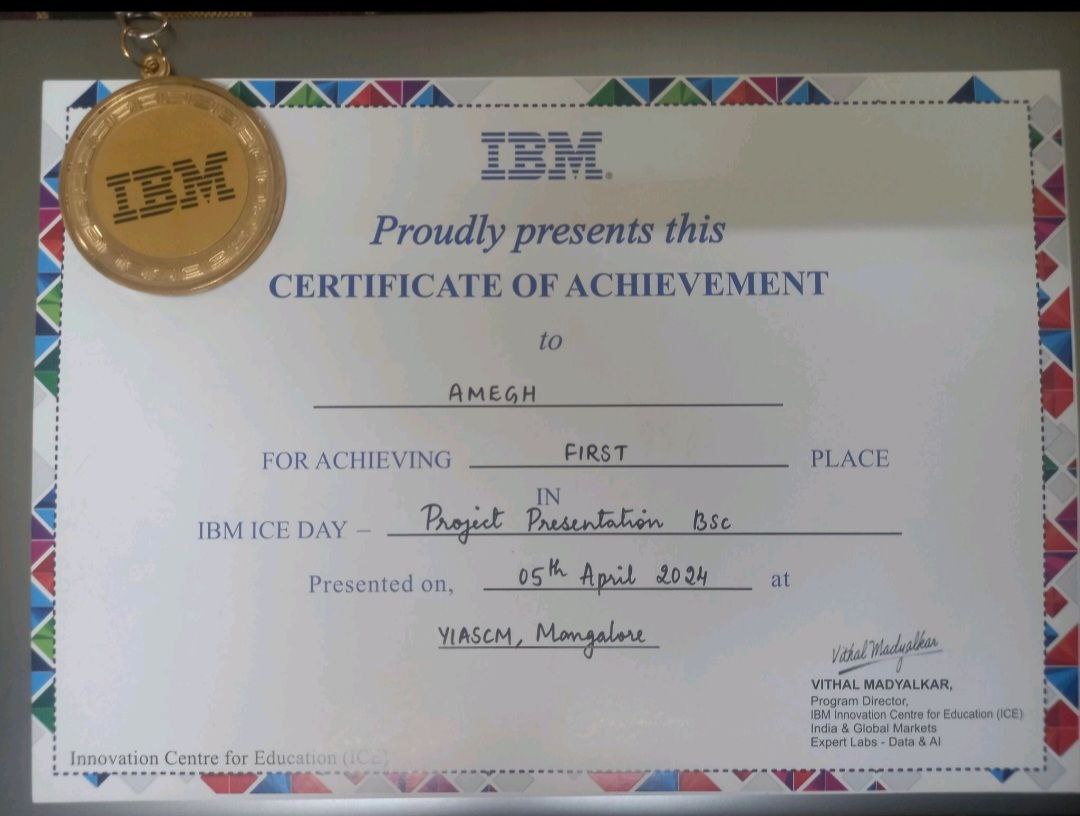 IBM
IBM®
Proudly presents this
CERTIFICATE OF ACHIEVEMENT
to
AMEGH
FOR ACHIEVING FIRST PLACE
IN
IBM ICE DAY – Project Presentation BSc
Presented on, 05th April 2024 at
YIASCM, Mangalore
Vithal Madyalkar
VITHAL MADYALKAR,
Program Director,
IBM Innovation Centre for Education (ICE)
India & Global Markets
Expert Labs - Data & AI
Innovation Centre for Education (ICE)